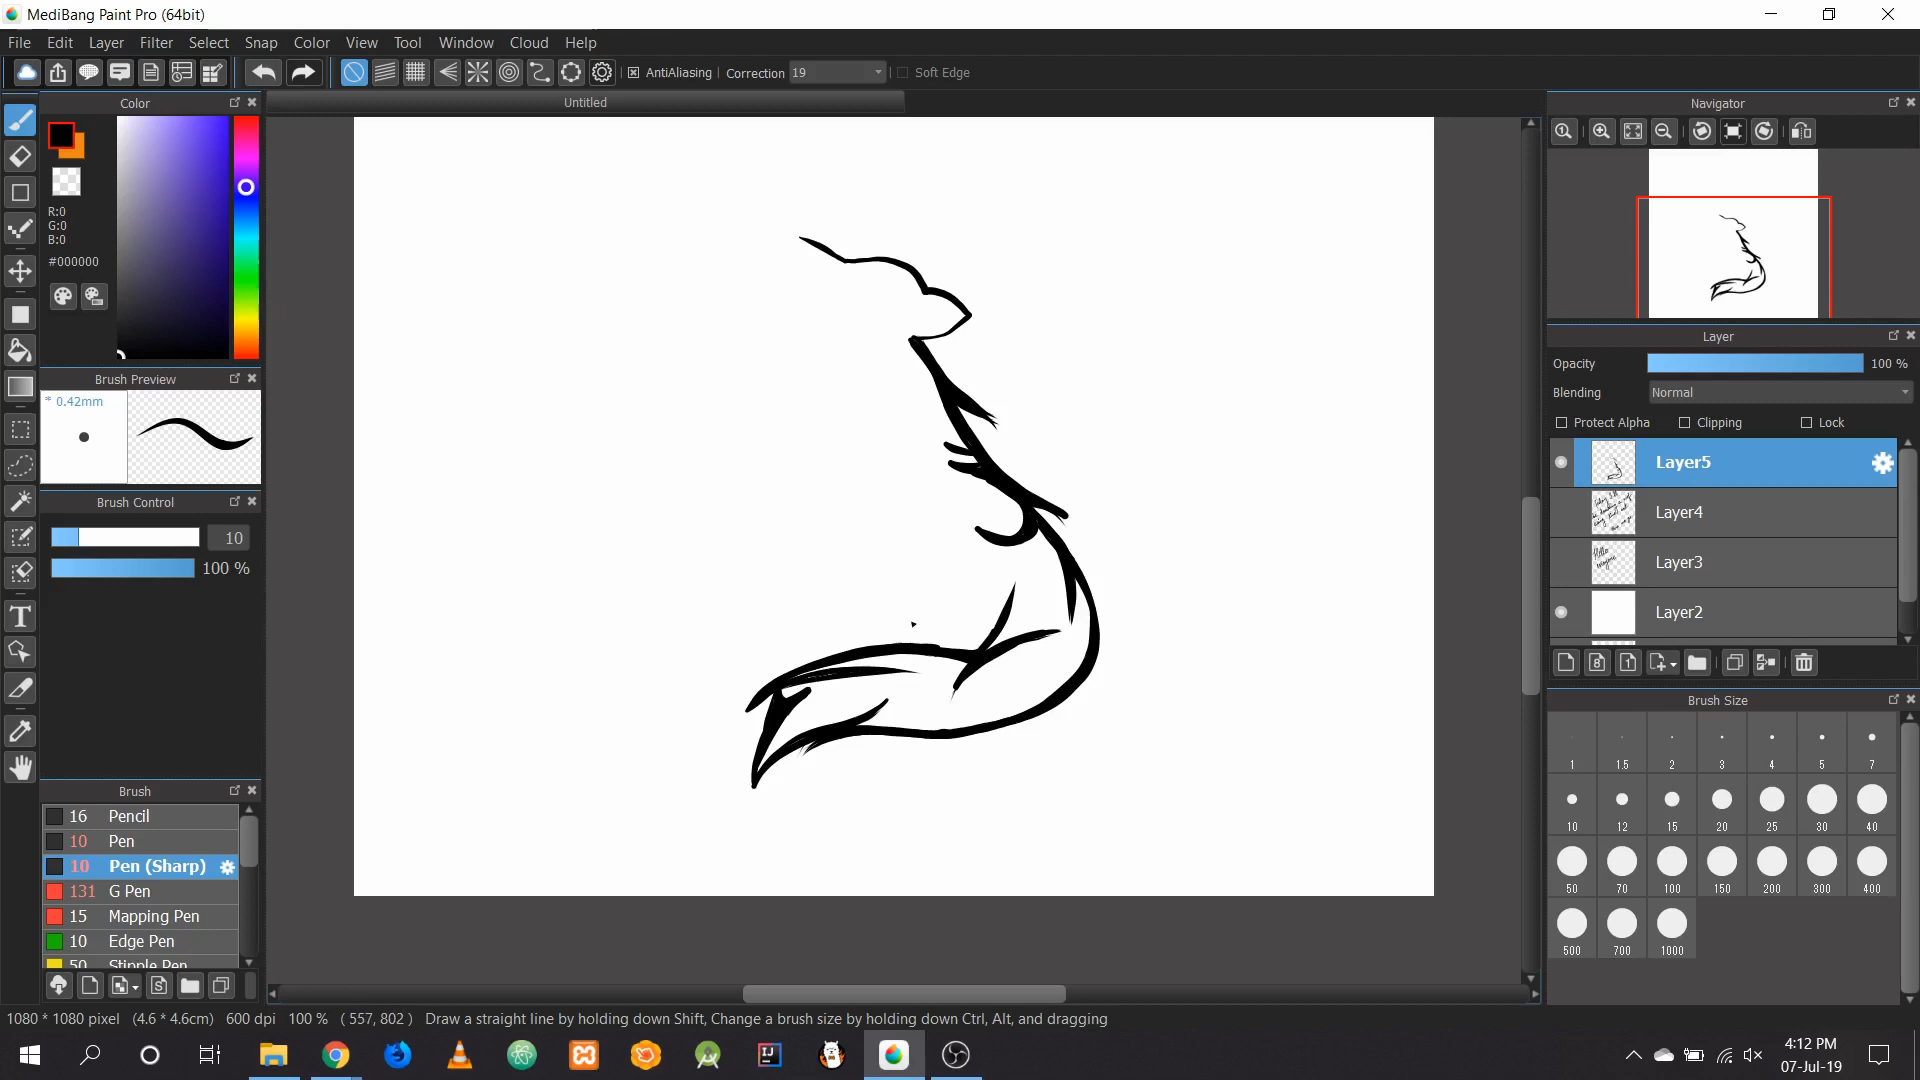 MediBang Paint Pro (64bit)
File Edit Layer Filter Select Snap Color View Tool Window Cloud Help
AntiAliasing Correction 19 Soft Edge
Color
Untitled
Navigator
R:0
G:0
B:0
#000000
Brush Preview
* 0.42mm
Brush Control
10
100 %
Layer
Opacity 100 %
Blending Normal
Protect Alpha Clipping Lock
Layer5
Layer4
Layer3
Hello
Layer2
Brush Size
1 1.5 2 3 4 5 7
10 12 15 20 25 30 40
50 70 100 150 200 300 400
500 700 1000
Brush
16 Pencil
10 Pen
10 Pen (Sharp)
131 G Pen
15 Mapping Pen
10 Edge Pen
50 Stipple Pen
1080 * 1080 pixel (4.6 * 4.6cm) 600 dpi 100 % ( 557, 802 ) Draw a straight line by holding down Shift, Change a brush size by holding down Ctrl, Alt, and dragging
4:12 PM
07-Jul-19